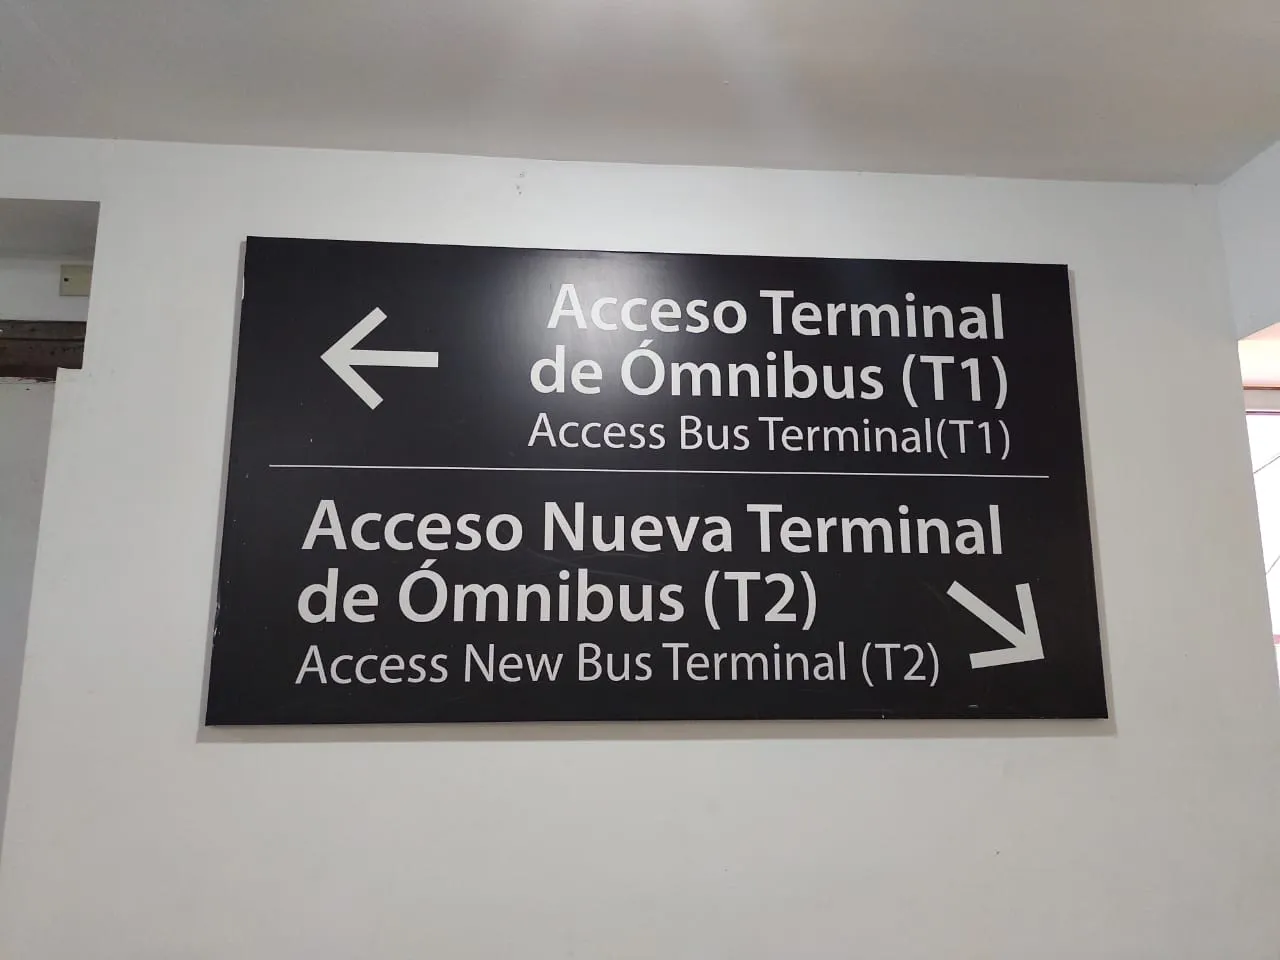 Acceso Terminal
de Ómnibus (T1)
Access Bus Terminal(T1)
Acceso Nueva Terminal
de Ómnibus (T2)
Access New Bus Terminal (T2)